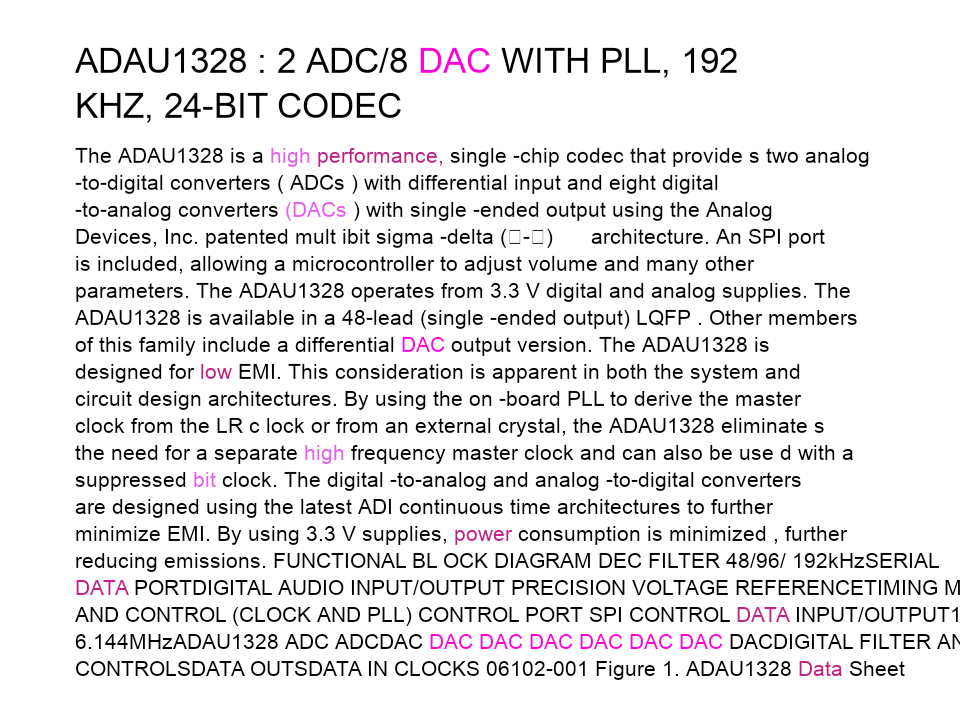 ADAU1328 : 2 ADC/8 DAC WITH PLL, 192
KHZ, 24-BIT CODEC
The ADAU1328 is a high performance, single -chip codec that provide s two analog
-to-digital converters ( ADCs ) with differential input and eight digital
-to-analog converters (DACs ) with single -ended output using the Analog
Devices, Inc. patented mult ibit sigma -delta (□-□) architecture. An SPI port
is included, allowing a microcontroller to adjust volume and many other
parameters. The ADAU1328 operates from 3.3 V digital and analog supplies. The
ADAU1328 is available in a 48-lead (single -ended output) LQFP . Other members
of this family include a differential DAC output version. The ADAU1328 is
designed for low EMI. This consideration is apparent in both the system and
circuit design architectures. By using the on -board PLL to derive the master
clock from the LR c lock or from an external crystal, the ADAU1328 eliminate s
the need for a separate high frequency master clock and can also be use d with a
suppressed bit clock. The digital -to-analog and analog -to-digital converters
are designed using the latest ADI continuous time architectures to further
minimize EMI. By using 3.3 V supplies, power consumption is minimized , further
reducing emissions. FUNCTIONAL BL OCK DIAGRAM DEC FILTER 48/96/ 192kHzSERIAL
DATA PORTDIGITAL AUDIO INPUT/OUTPUT PRECISION VOLTAGE REFERENCETIMING M
AND CONTROL (CLOCK AND PLL) CONTROL PORT SPI CONTROL DATA INPUT/OUTPUT1
6.144MHzADAU1328 ADC ADCDAC DAC DAC DAC DAC DAC DAC DACDIGITAL FILTER AN
CONTROLSDATA OUTSDATA IN CLOCKS 06102-001 Figure 1. ADAU1328 Data Sheet